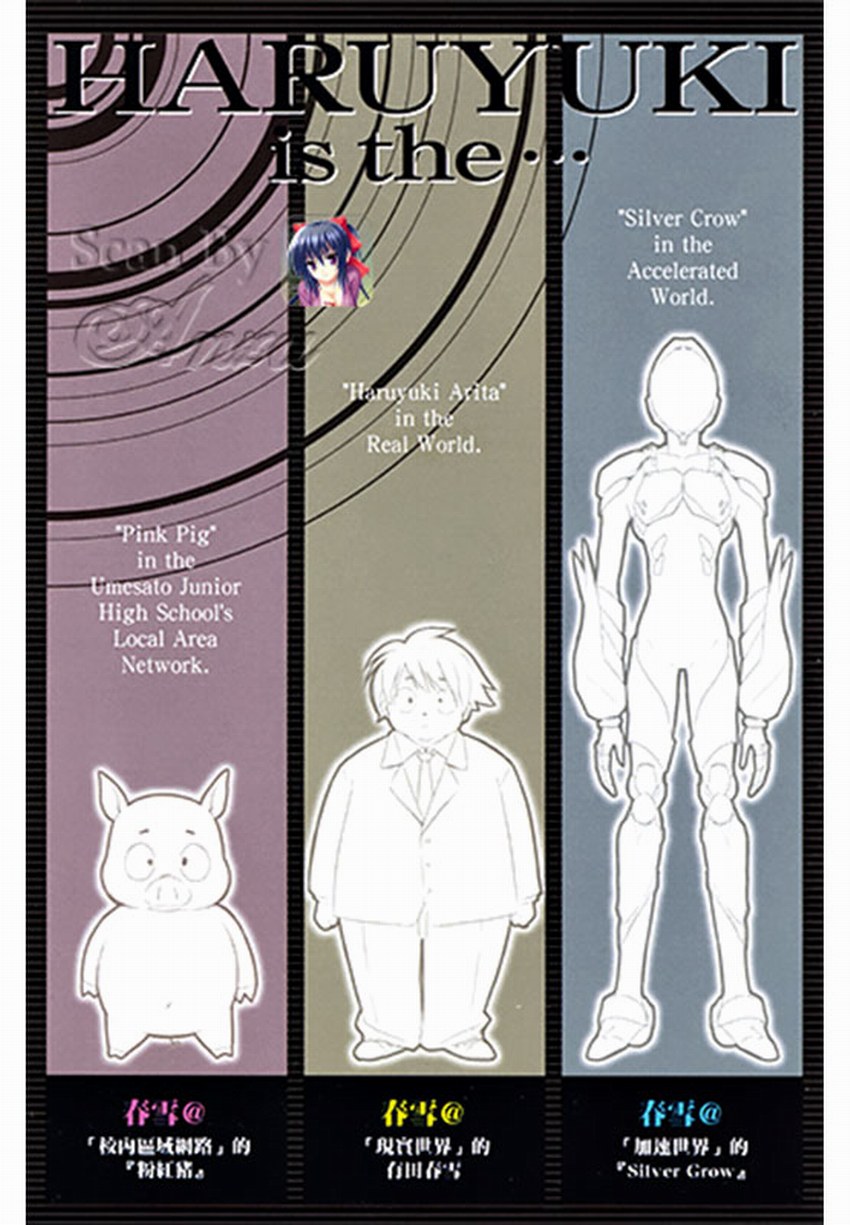 HARUYUKI
is the…
Scan By
"Silver Crow"
in the
Accelerated
World.
"Haruyuki Arita"
in the
Real World.
"Pink Pig"
in the
Umesato Junior
High School's
Local Area
Network.
春雪@
「校內區域網路」的
『粉紅豬』
春雪@
「現實世界」的
有田春雪
春雪@
「加速世界」的
『Silver Crow』